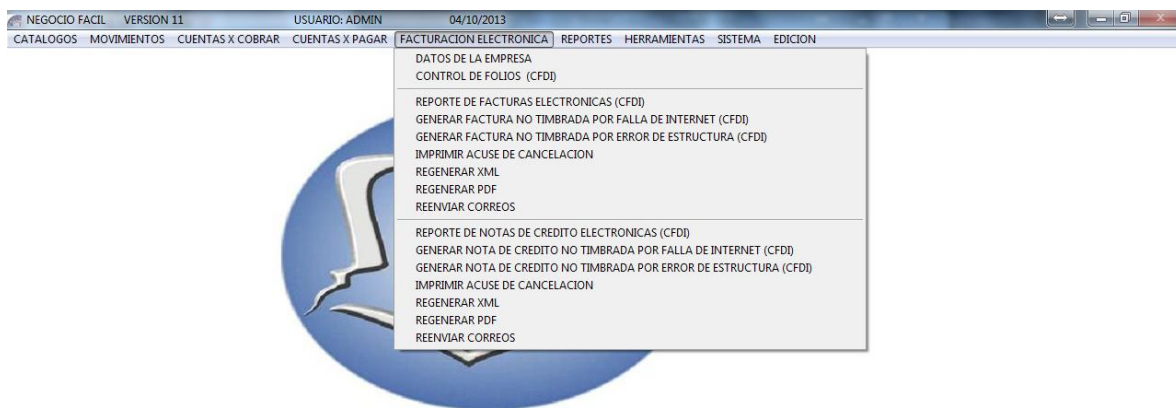 NEGOCIO FACIL VERSION 11 USUARIO: ADMIN 04/10/2013
CATALOGOS MOVIMIENTOS CUENTAS X COBRAR CUENTAS X PAGAR FACTURACION ELECTRONICA REPORTES HERRAMIENTAS SISTEMA EDICION
DATOS DE LA EMPRESA
CONTROL DE FOLIOS (CFDI)
REPORTE DE FACTURAS ELECTRONICAS (CFDI)
GENERAR FACTURA NO TIMBRADA POR FALLA DE INTERNET (CFDI)
GENERAR FACTURA NO TIMBRADA POR ERROR DE ESTRUCTURA (CFDI)
IMPRIMIR ACUSE DE CANCELACION
REGENERAR XML
REGENERAR PDF
REENVIAR CORREOS
REPORTE DE NOTAS DE CREDITO ELECTRONICAS (CFDI)
GENERAR NOTA DE CREDITO NO TIMBRADA POR FALLA DE INTERNET (CFDI)
GENERAR NOTA DE CREDITO NO TIMBRADA POR ERROR DE ESTRUCTURA (CFDI)
IMPRIMIR ACUSE DE CANCELACION
REGENERAR XML
REGENERAR PDF
REENVIAR CORREOS